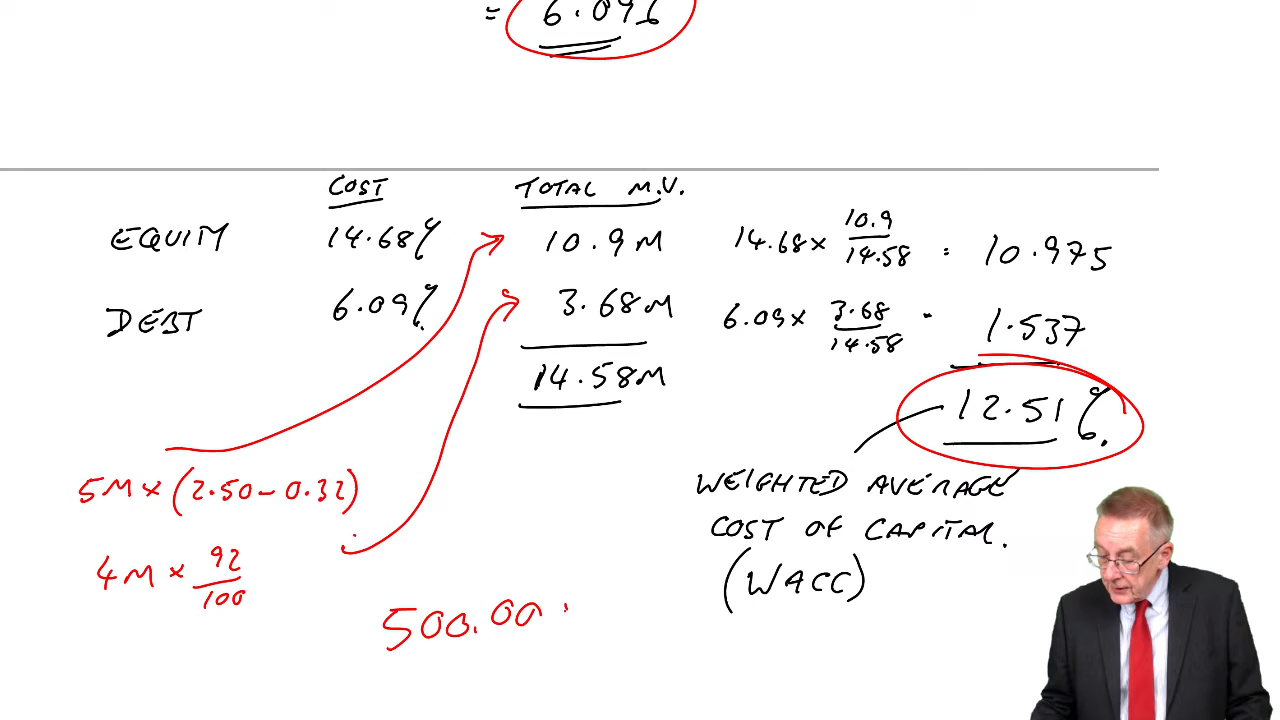 = 6.09%
COST TOTAL M.V.
EQUITY 14.68% 10.9M 14.68 × 10.9/14.58 = 10.975
DEBT 6.09% 3.68M 6.09 × 3.68/14.58 = 1.537
14.58M 12.51%
5M × (2.50 – 0.32) WEIGHTED AVERAGE
COST OF CAPITAL.
4M × 92/100 (WACC)
500.00